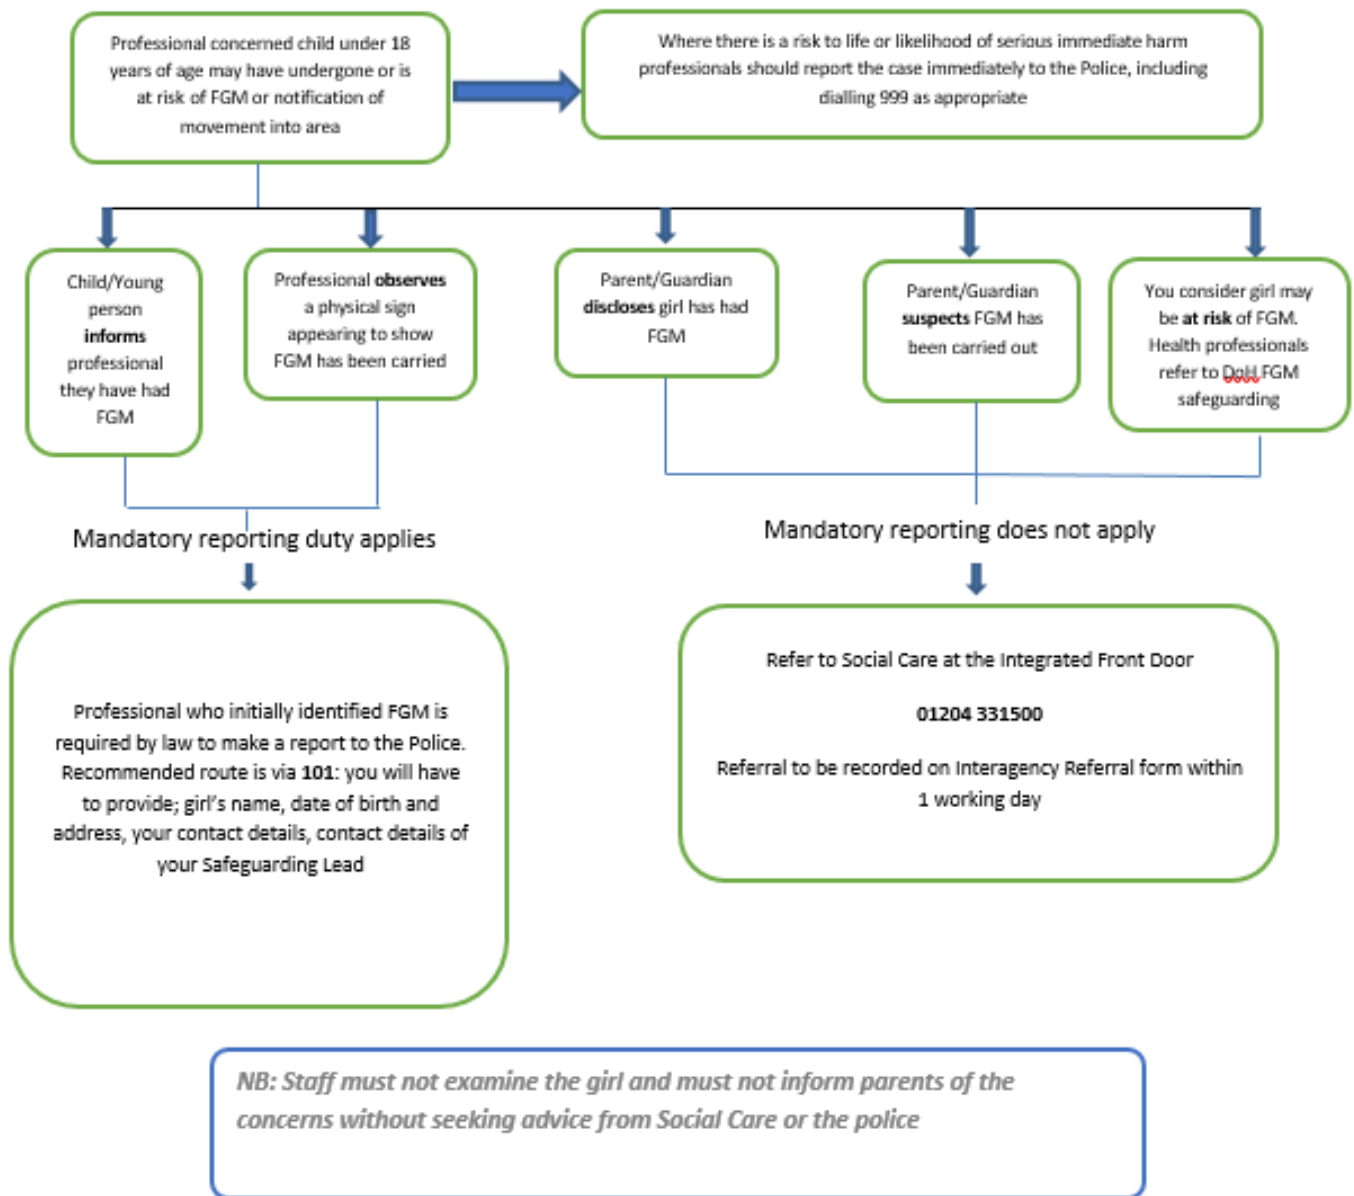 Professional concerned child under 18
years of age may have undergone or is
at risk of FGM or notification of
movement into area
Where there is a risk to life or likelihood of serious immediate harm
professionals should report the case immediately to the Police, including
dialling 999 as appropriate
Child/Young
person
informs
professional
they have had
FGM
Professional observes
a physical sign
appearing to show
FGM has been carried
Parent/Guardian
discloses girl has had
FGM
Parent/Guardian
suspects FGM has
been carried out
You consider girl may
be at risk of FGM.
Health professionals
refer to DoH FGM
safeguarding
Mandatory reporting duty applies
Mandatory reporting does not apply
Professional who initially identified FGM is
required by law to make a report to the Police.
Recommended route is via 101: you will have
to provide; girl's name, date of birth and
address, your contact details, contact details of
your Safeguarding Lead
Refer to Social Care at the Integrated Front Door
01204 331500
Referral to be recorded on Interagency Referral form within
1 working day
NB: Staff must not examine the girl and must not inform parents of the
concerns without seeking advice from Social Care or the police